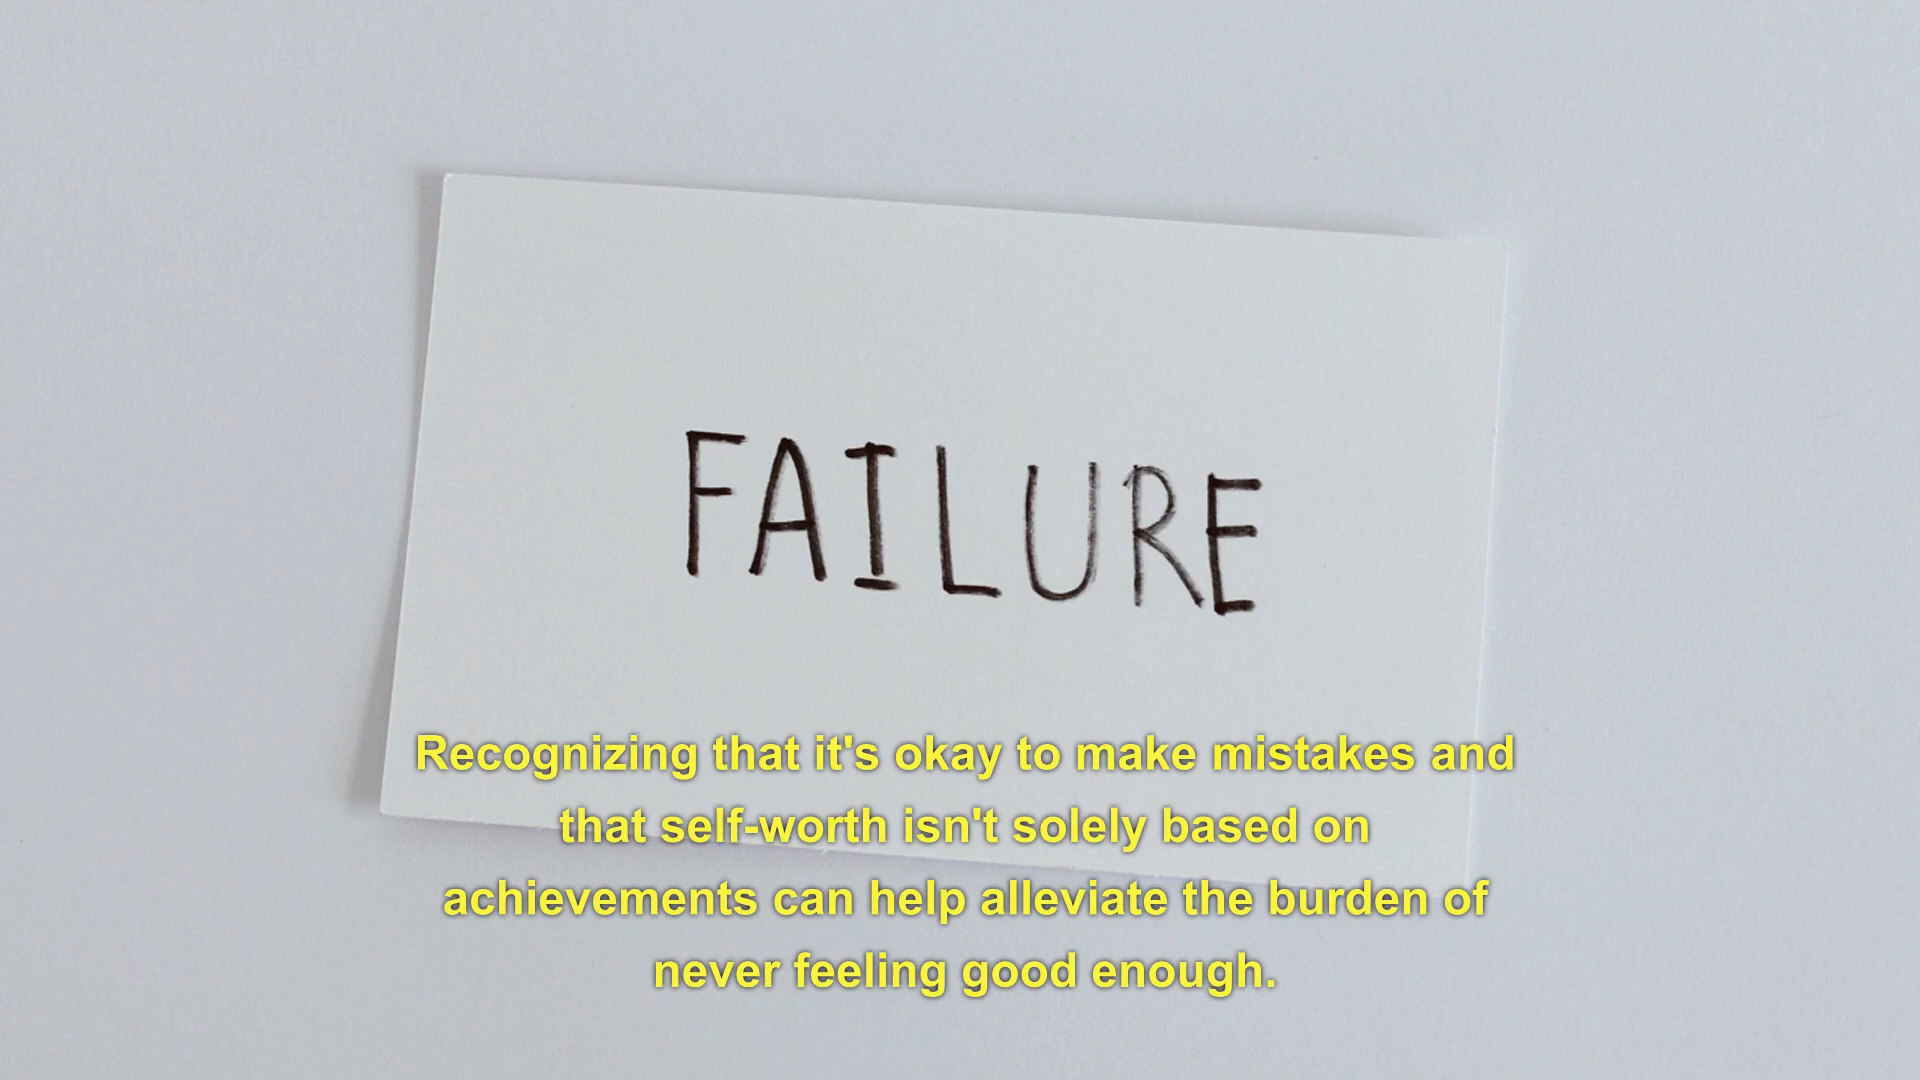 FAILURE
Recognizing that it's okay to make mistakes and
that self-worth isn't solely based on
achievements can help alleviate the burden of
never feeling good enough.